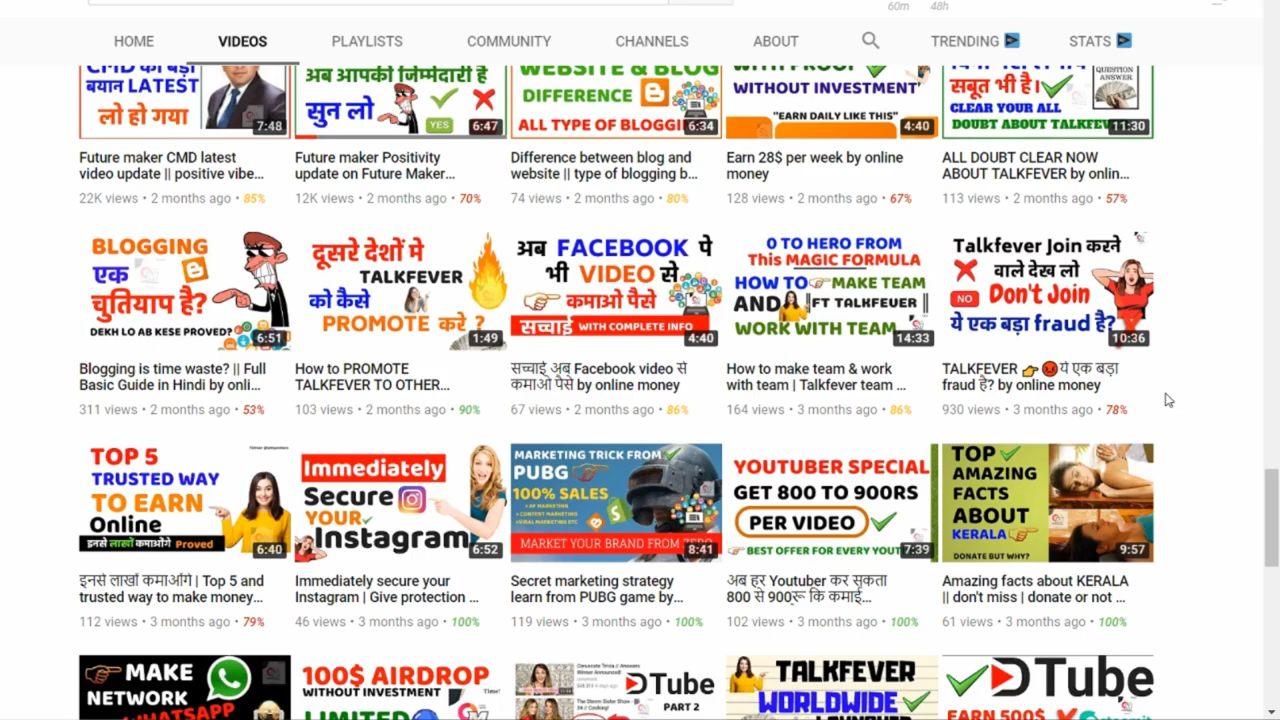 60m 48h
HOME VIDEOS PLAYLISTS COMMUNITY CHANNELS ABOUT TRENDING STATS
CMD का बड़ा
बयान LATEST
लो हो गया
7:48
अब आपकी जिम्मेदारी है
सुन लो
YES
6:47
WEBSITE & BLOG
DIFFERENCE
ALL TYPE OF BLOGGI
6:34
WITH PROOF
WITHOUT INVESTMENT'
"EARN DAILY LIKE THIS"
4:40
सबूत भी है।
QUESTION
ANSWER
CLEAR YOUR ALL
DOUBT ABOUT TALKFEV
11:30
Future maker CMD latest
video update || positive vibe...
22K views • 2 months ago • 85%
Future maker Positivity
update on Future Maker...
12K views • 2 months ago • 70%
Difference between blog and
website || type of blogging b...
74 views • 2 months ago • 80%
Earn 28$ per week by online
money
128 views • 2 months ago • 67%
ALL DOUBT CLEAR NOW
ABOUT TALKFEVER by onlin...
113 views • 2 months ago • 57%
BLOGGING
एक
चुतियाप है?
DEKH LO AB KESE PROVED?
6:51
दूसरे देशों मे
TALKFEVER
को कैसे
PROMOTE करे ?
1:49
अब FACEBOOK पे
भी VIDEO से
कमाओ पैसे
सच्चाई WITH COMPLETE INFO
4:40
0 TO HERO FROM
This MAGIC FORMULA
HOW TO MAKE TEAM
AND ||FT TALKFEVER ||
WORK WITH TEAM
14:33
Talkfever Join करने
वाले देख लो
NO Don't Join
ये एक बड़ा fraud है?
10:36
Blogging is time waste? || Full
Basic Guide in Hindi by onli...
311 views • 2 months ago • 53%
How to PROMOTE
TALKFEVER TO OTHER...
103 views • 2 months ago • 90%
सच्चाई अब Facebook video से
कमाओ पैसे by online money
67 views • 2 months ago • 86%
How to make team & work
with team | Talkfever team ...
164 views • 3 months ago • 86%
TALKFEVER 👉😡ये एक बड़ा
fraud है? by online money
930 views • 3 months ago • 78%
TOP 5
TRUSTED WAY
TO EARN
Online
इनसे लाखों कमाओगे Proved
6:40
Immediately
Secure
YOUR
Instagram
6:52
MARKETING TRICK FROM
PUBG
100% SALES
MARKET YOUR BRAND FROM ZERO
8:41
YOUTUBER SPECIAL
GET 800 TO 900RS
PER VIDEO
BEST OFFER FOR EVERY YOUT
7:39
TOP
AMAZING
FACTS
ABOUT
KERALA
DONATE BUT WHY?
9:57
इनसे लाखों कमाओगे | Top 5 and
trusted way to make money...
112 views • 3 months ago • 79%
Immediately secure your
Instagram | Give protection ...
46 views • 3 months ago • 100%
Secret marketing strategy
learn from PUBG game by...
119 views • 3 months ago • 100%
अब हर Youtuber कर सकता
800 से 900रू कि कमाई...
102 views • 3 months ago • 100%
Amazing facts about KERALA
|| don't miss | donate or not ...
61 views • 3 months ago • 100%
MAKE
NETWORK
WHATSAPP
100$ AIRDROP
WITHOUT INVESTMENT
Time!
LIMITED
DTube
PART 2
TALKFEVER
WORLDWIDE
DTube
EARN 500$